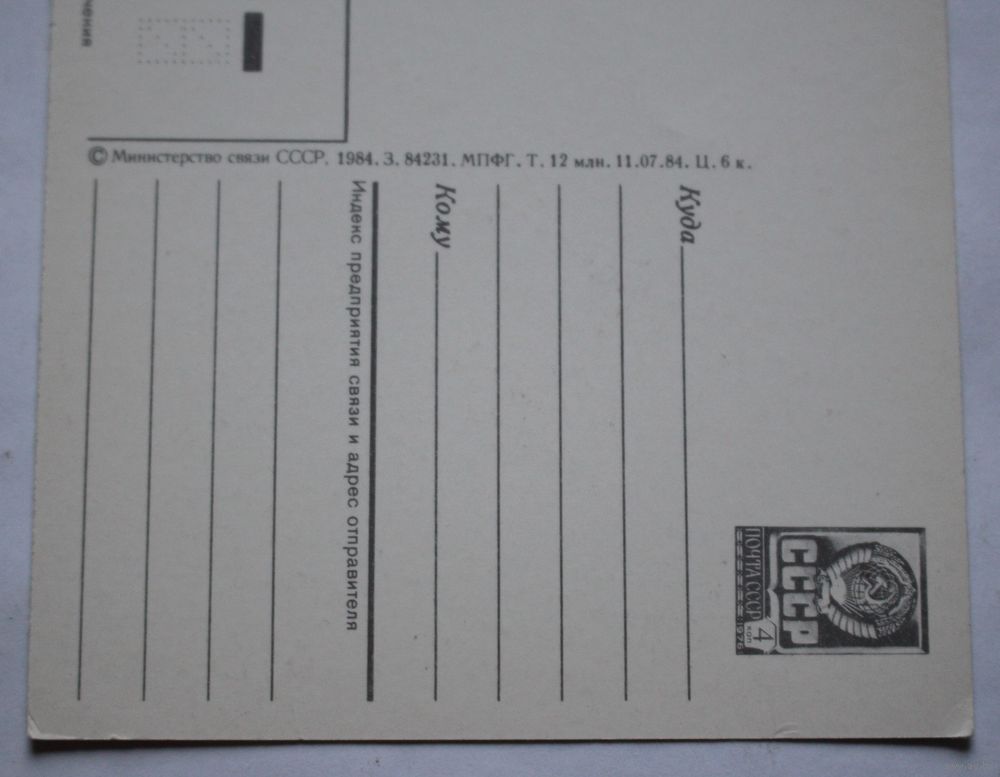 © Министерство связи СССР. 1984. З. 84231. МПФГ. Т. 12 млн. 11.07.84. Ц. 6 к.
Куда
Кому
Индекс предприятия связи и адрес отправителя
ПОЧТА СССР
СССР
4
коп
1976